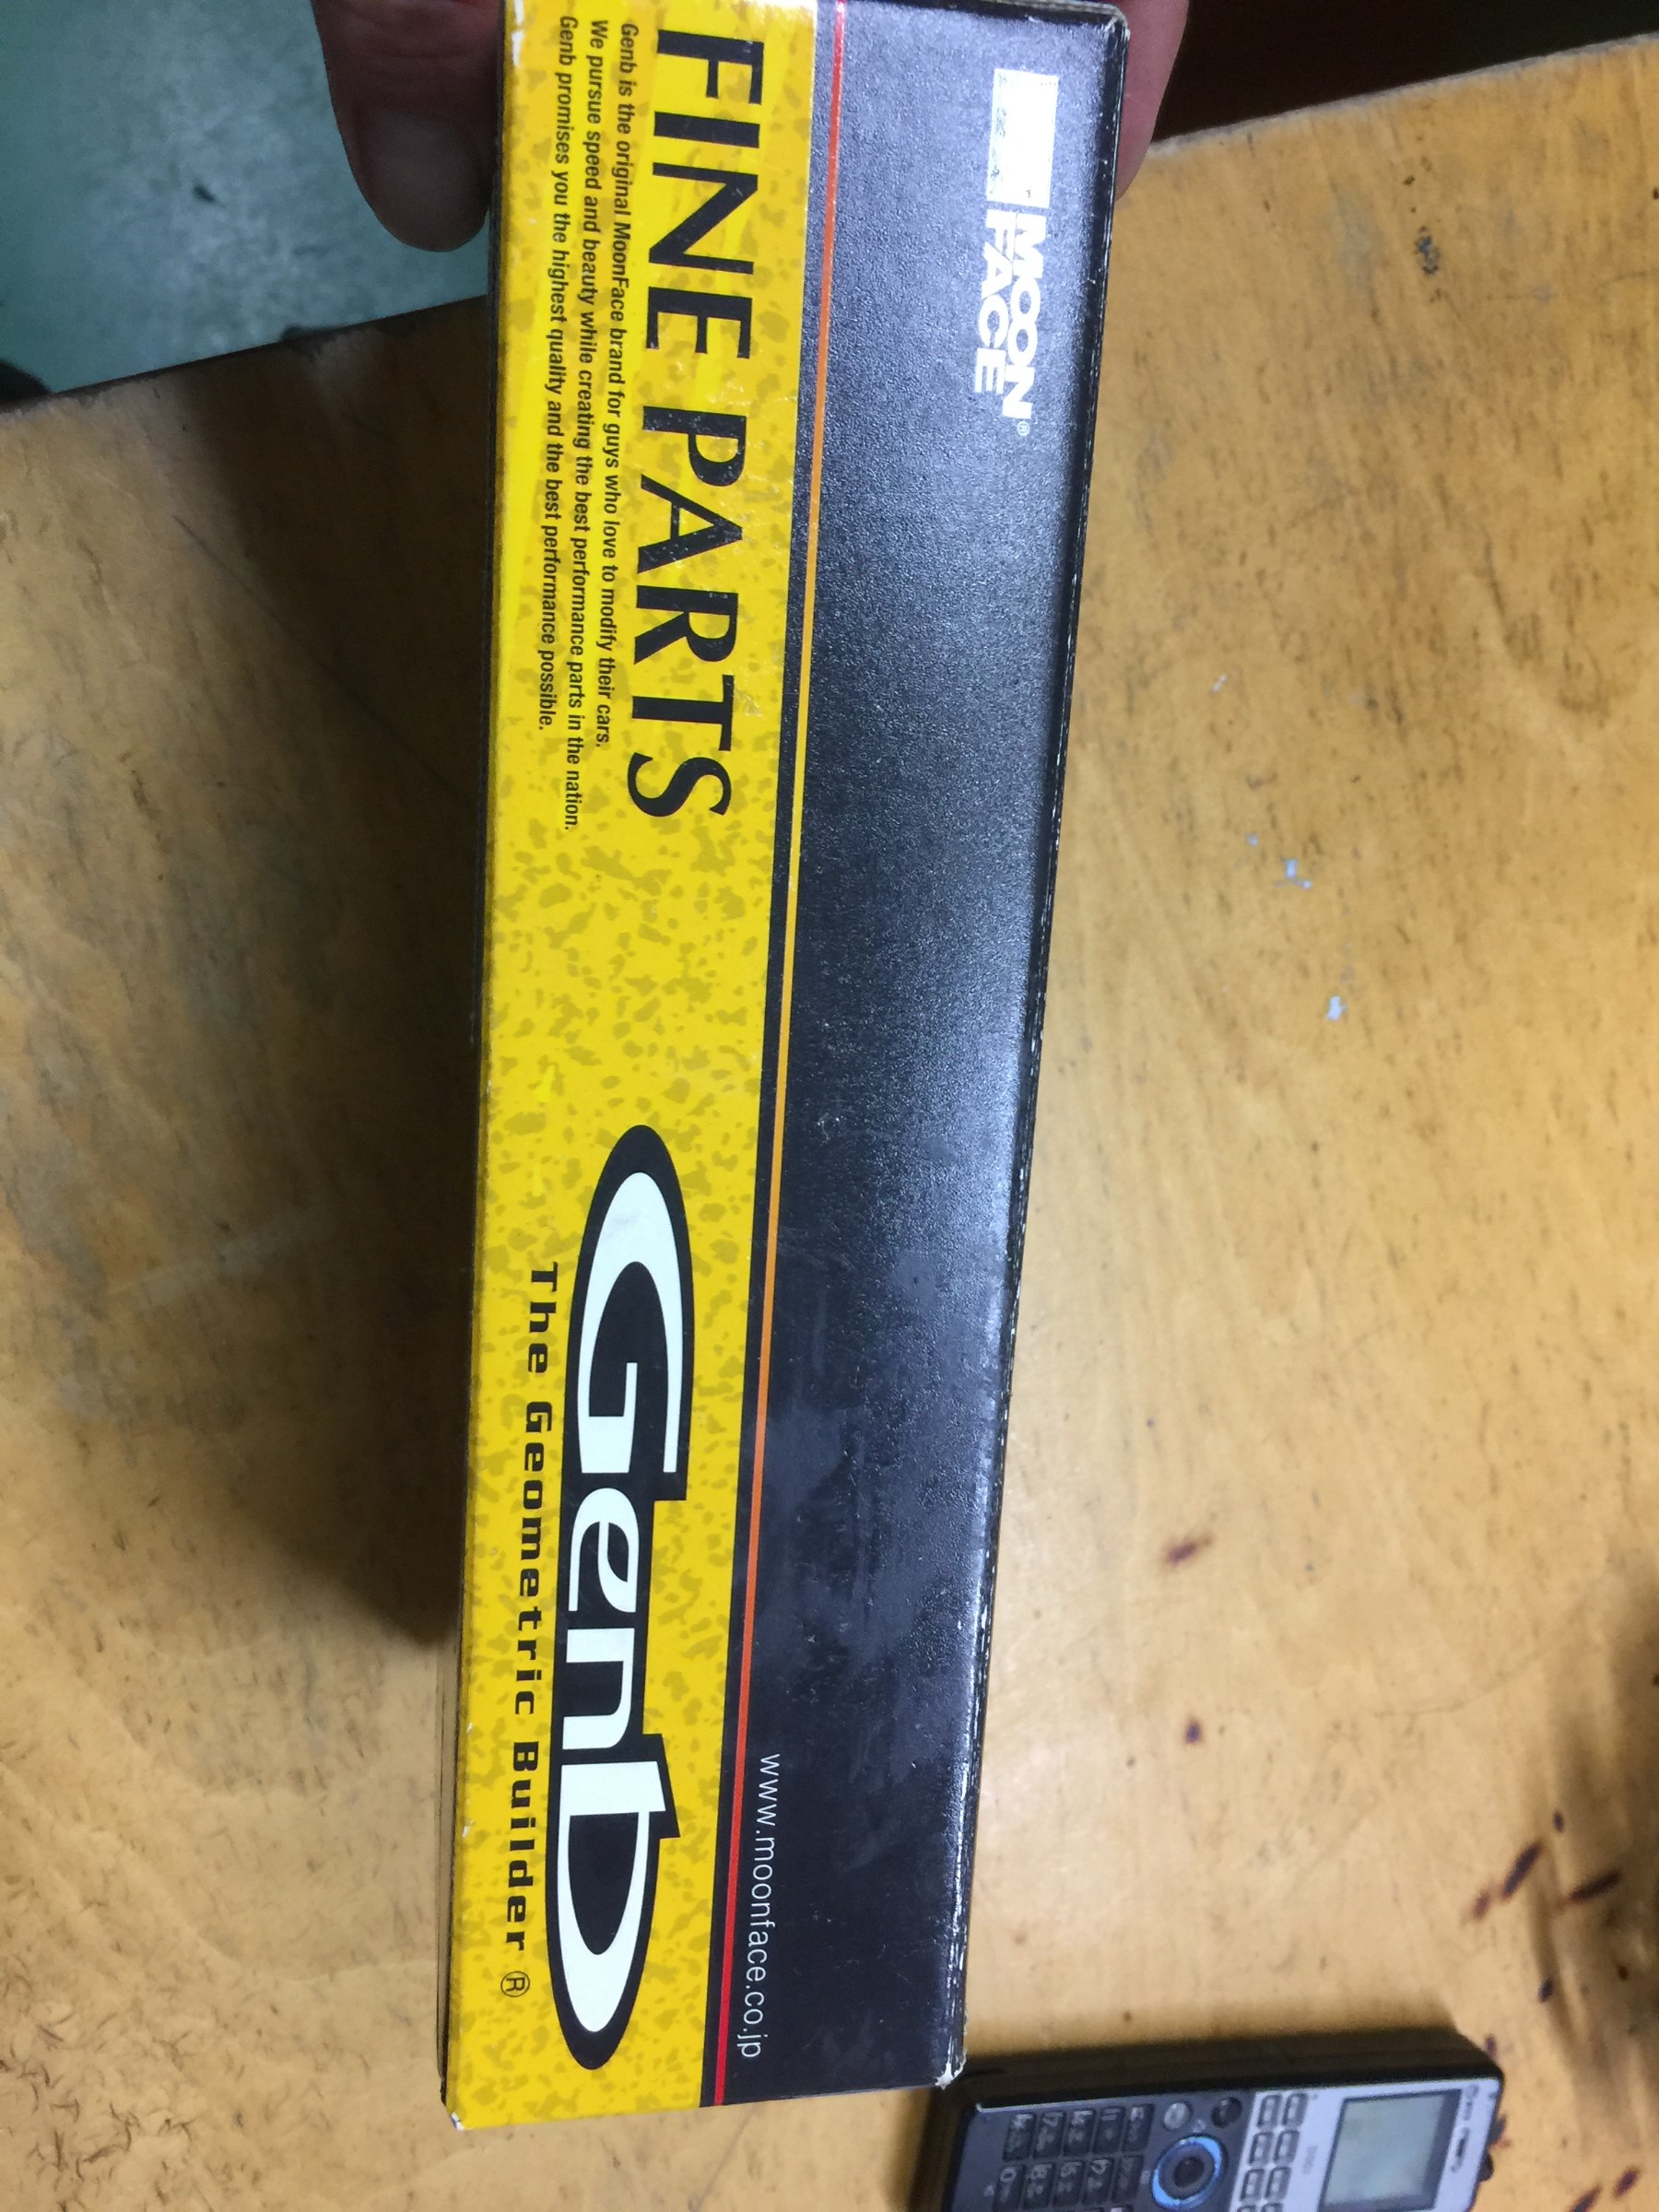 MOON
FACE®
www.moonface.co.jp
FINE PARTS
Genb is the original MoonFace brand for guys who love to modify their cars.
We pursue speed and beauty while creating the best performance parts in the nation.
Genb promises you the highest quality and the best performance possible.
Genb
The Geometric Builder ®